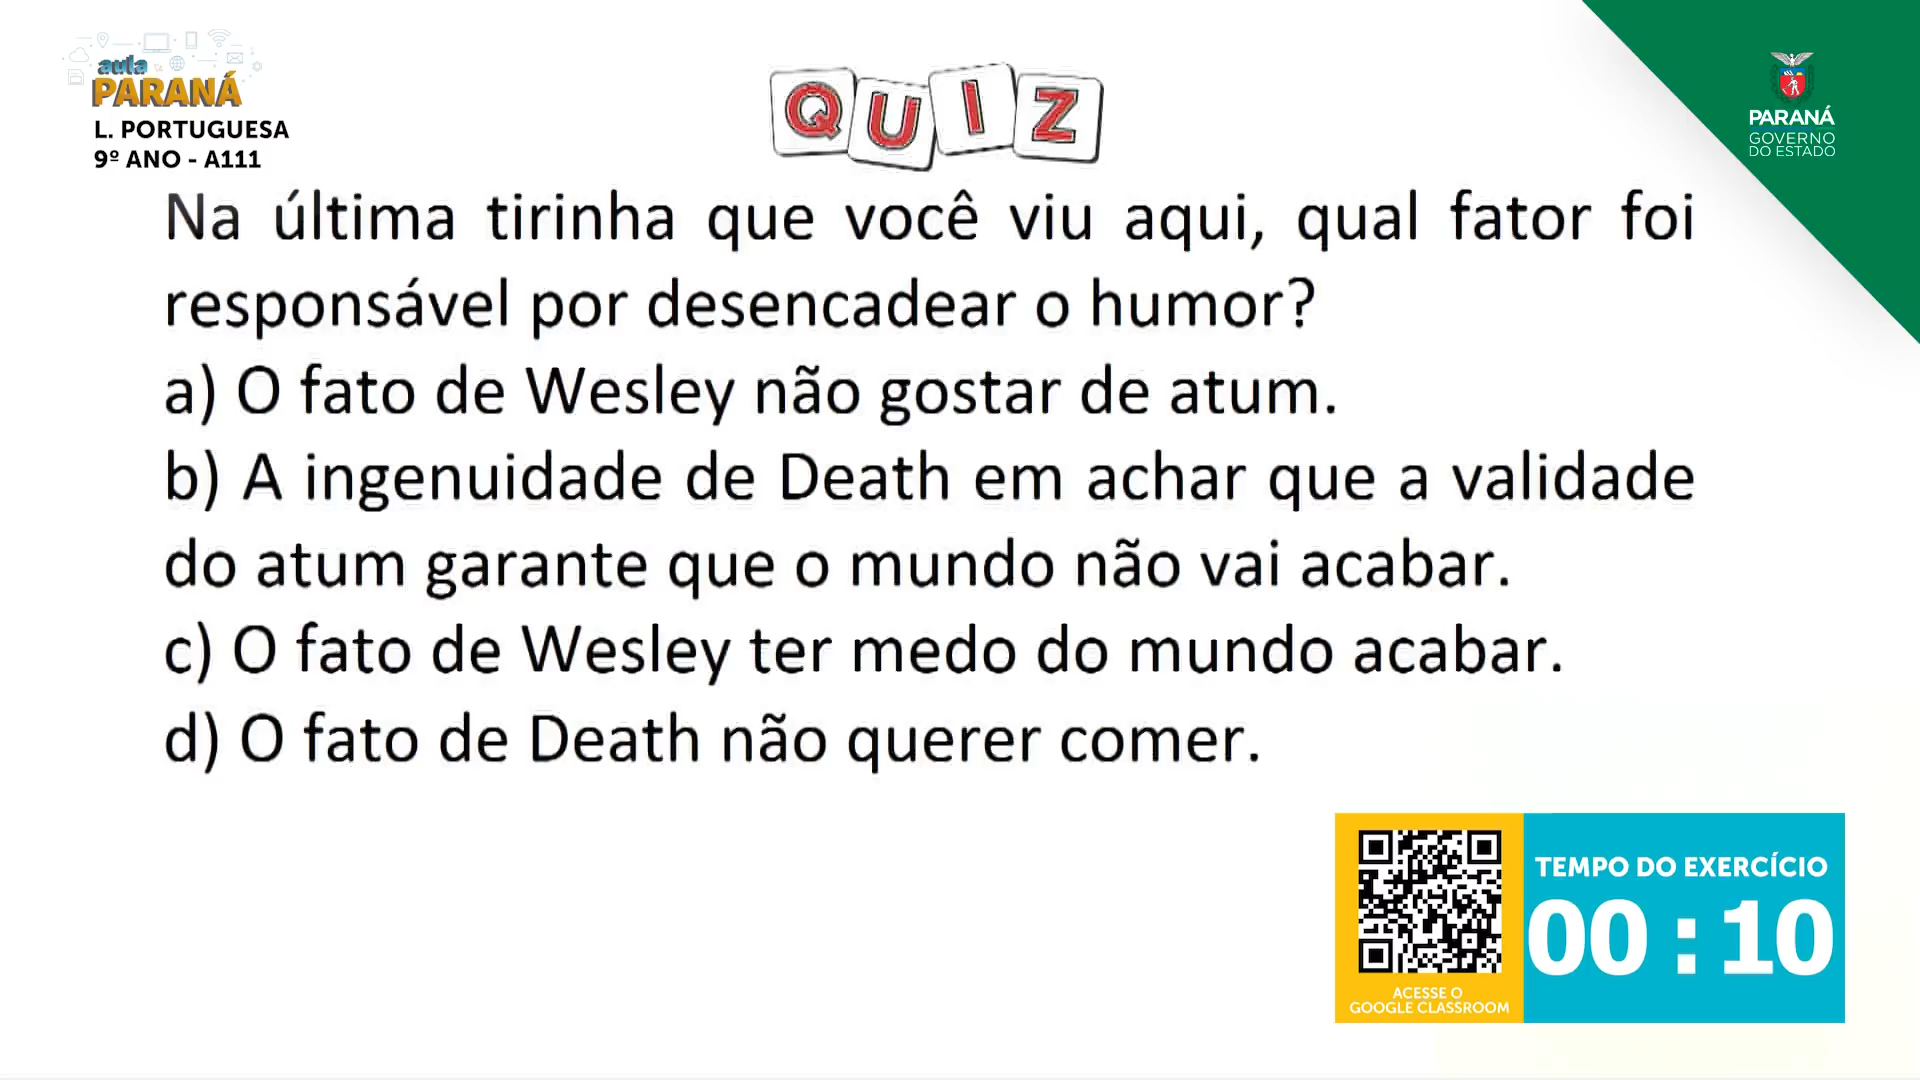 aula
PARANÁ
L. PORTUGUESA
9º ANO - A111
QUIZ
PARANÁ
GOVERNO
DO ESTADO
Na última tirinha que você viu aqui, qual fator foi
responsável por desencadear o humor?
a) O fato de Wesley não gostar de atum.
b) A ingenuidade de Death em achar que a validade
do atum garante que o mundo não vai acabar.
c) O fato de Wesley ter medo do mundo acabar.
d) O fato de Death não querer comer.
ACESSE O
GOOGLE CLASSROOM
TEMPO DO EXERCÍCIO
00 : 10